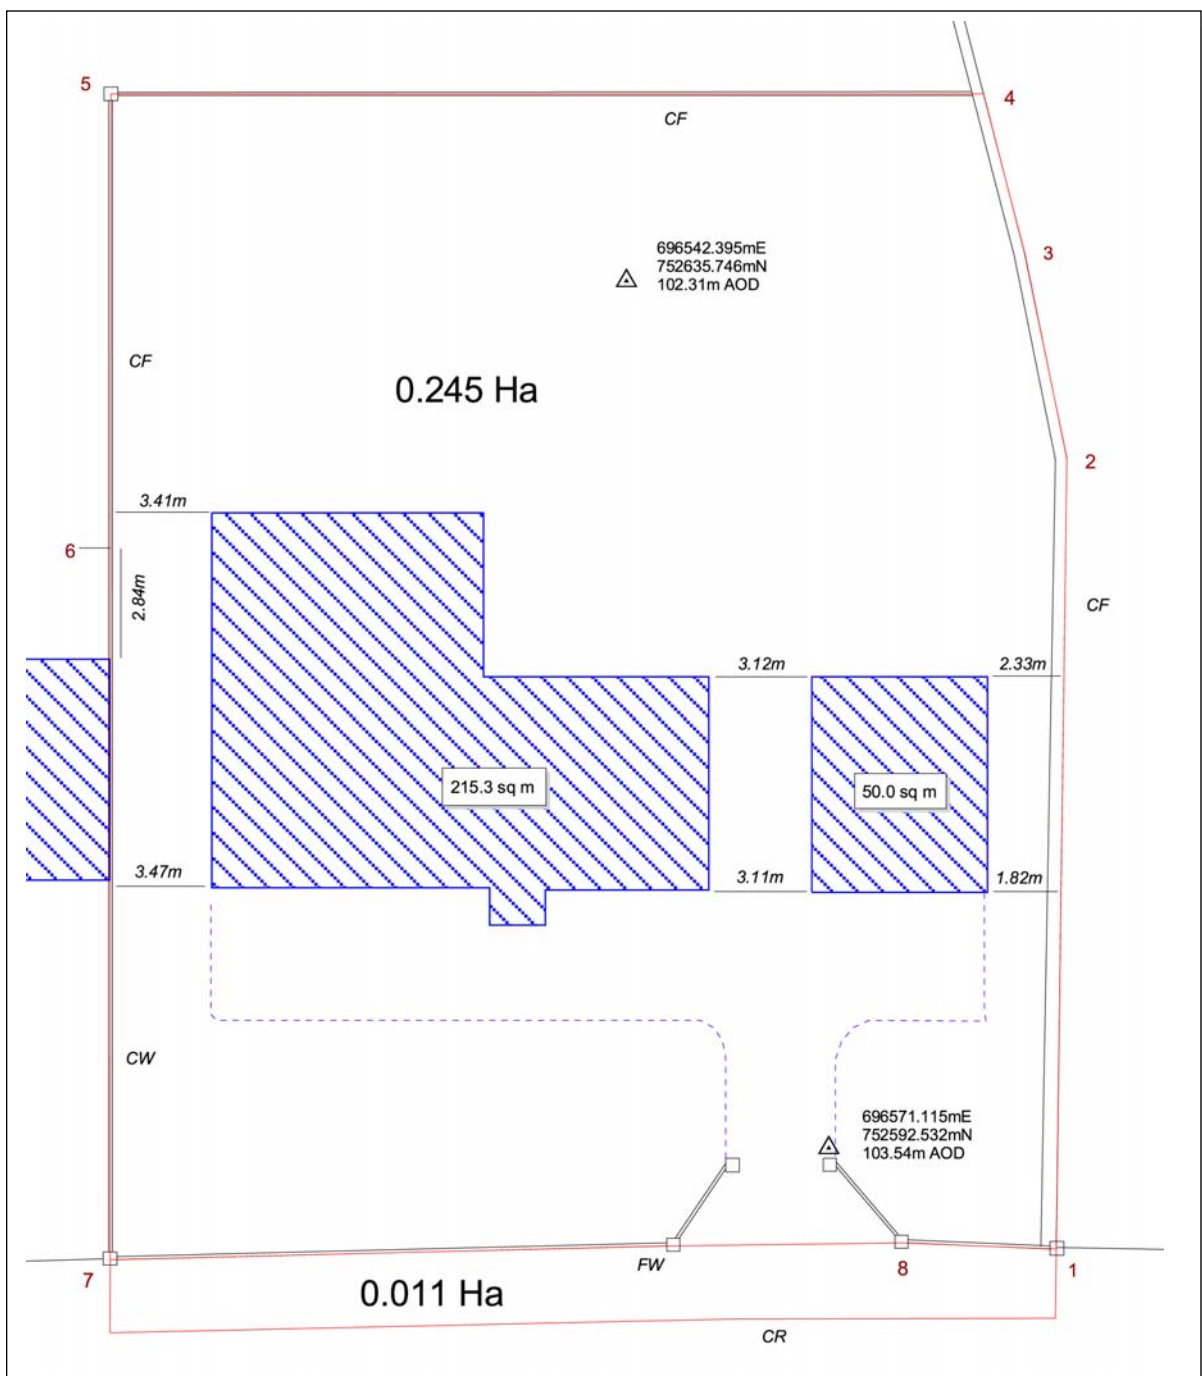 5
4
CF
3
696542.395mE
752635.746mN
102.31m AOD
CF
0.245 Ha
2
3.41m
6
2.84m
CF
3.12m
2.33m
215.3 sq m
50.0 sq m
3.47m
3.11m
1.82m
CW
696571.115mE
752592.532mN
103.54m AOD
7
FW
8
1
0.011 Ha
CR